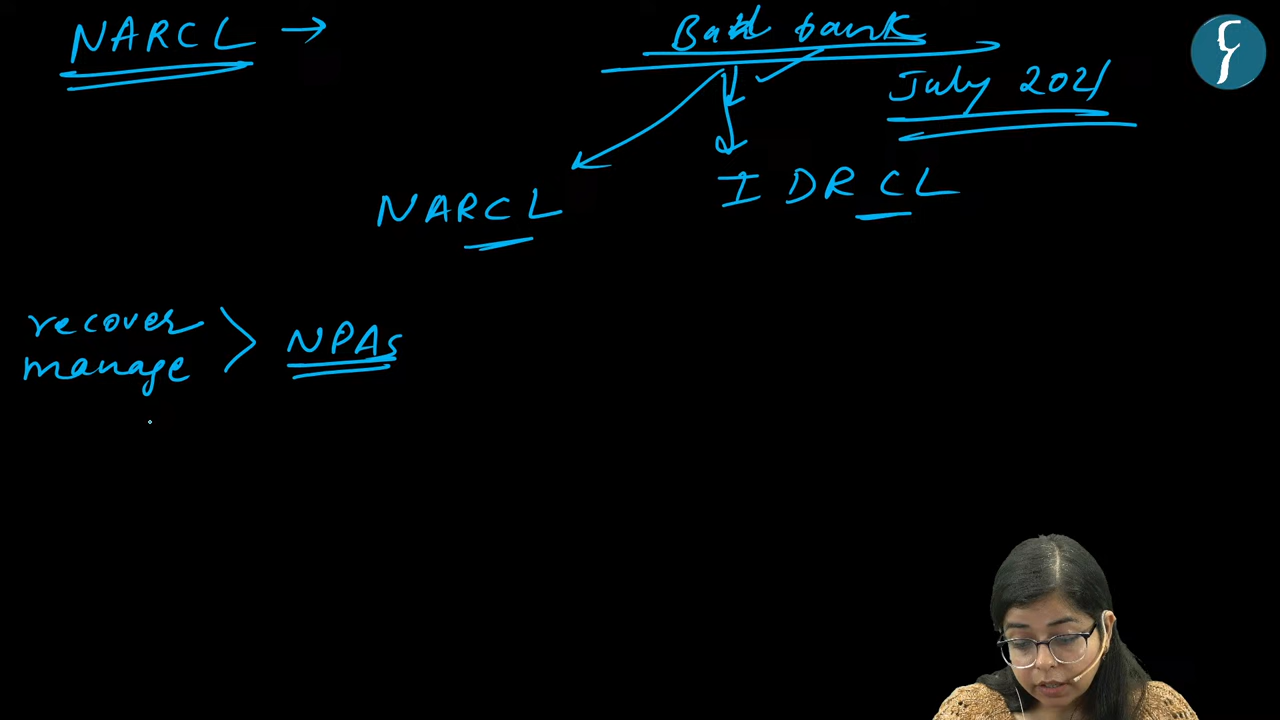 NARCL →
Bad bank
July 2021
NARCL
IDRCL
recover
manage
NPAs